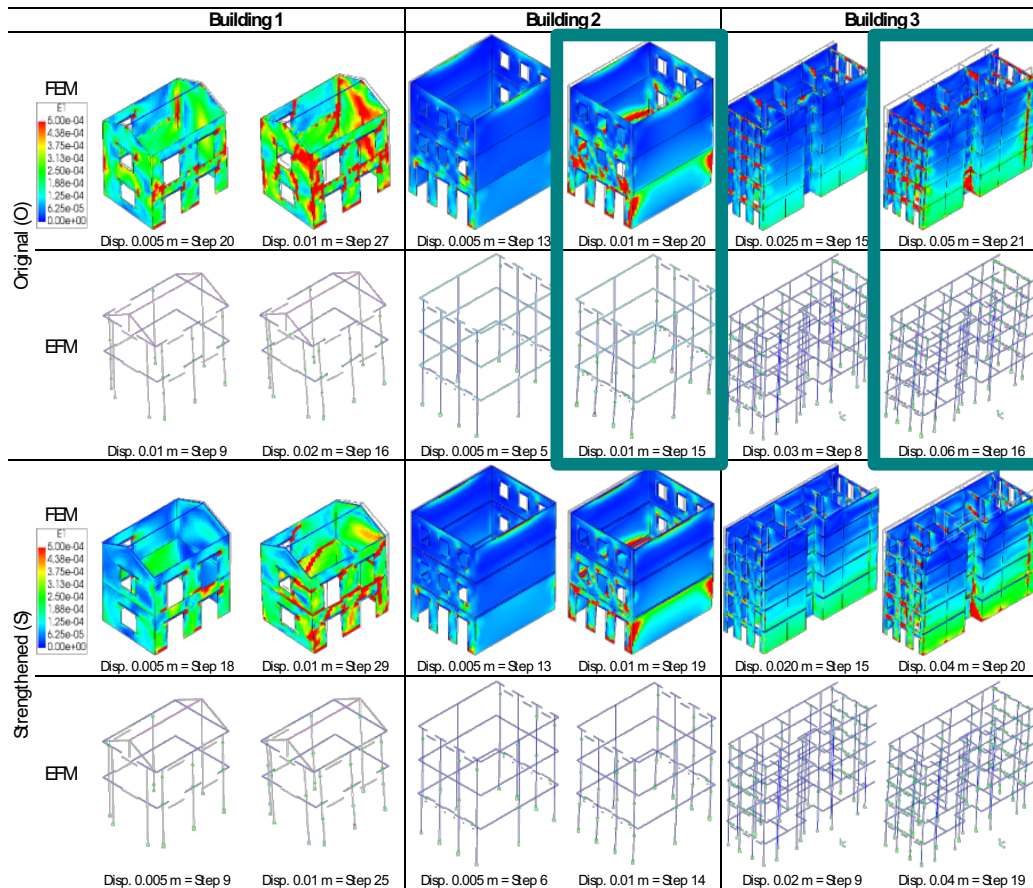 Building 1 Building 2 Building 3
Original (O)
FEM
E1
5.00e-04
4.38e-04
3.75e-04
3.13e-04
2.50e-04
1.88e-04
1.25e-04
6.25e-05
0.00e+00
Disp. 0.005 m = Step 20 Disp. 0.01 m = Step 27 Disp. 0.005 m = Step 13 Disp. 0.01 m = Step 20 Disp. 0.025 m = Step 15 Disp. 0.05 m = Step 21
EFM
Disp. 0.01 m = Step 9 Disp. 0.02 m = Step 16 Disp. 0.005 m = Step 5 Disp. 0.01 m = Step 15 Disp. 0.03 m = Step 8 Disp. 0.06 m = Step 16
Strengthened (S)
FEM
E1
5.00e-04
4.38e-04
3.75e-04
3.13e-04
2.50e-04
1.88e-04
1.25e-04
6.25e-05
0.00e+00
Disp. 0.005 m = Step 18 Disp. 0.01 m = Step 29 Disp. 0.005 m = Step 13 Disp. 0.01 m = Step 19 Disp. 0.020 m = Step 15 Disp. 0.04 m = Step 20
EFM
Disp. 0.005 m = Step 9 Disp. 0.01 m = Step 25 Disp. 0.005 m = Step 6 Disp. 0.01 m = Step 14 Disp. 0.02 m = Step 9 Disp. 0.04 m = Step 19